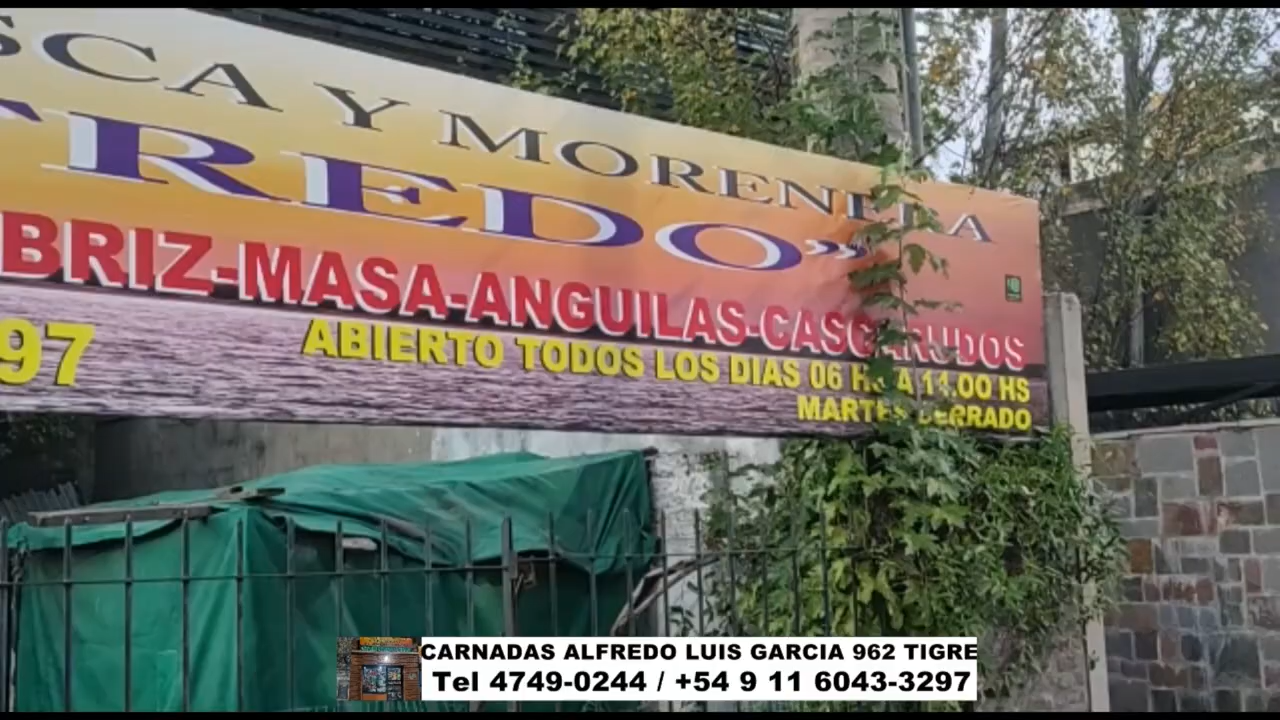 SCA Y MORENITA
FREDO"
BRIZ-MASA-ANGUILAS-CASCARUDOS
97
ABIERTO TODOS LOS DIAS 06 HS A 14.00 HS
MARTES CERRADO
CARNADAS ALFREDO LUIS GARCIA 962 TIGRE
Tel 4749-0244 / +54 9 11 6043-3297